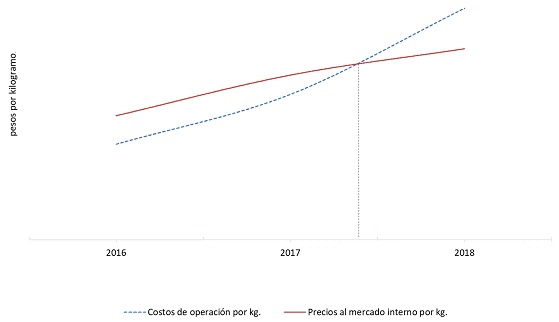 pesos por kilogramo
2016 2017 2018
Costos de operación por kg. Precios al mercado interno por kg.